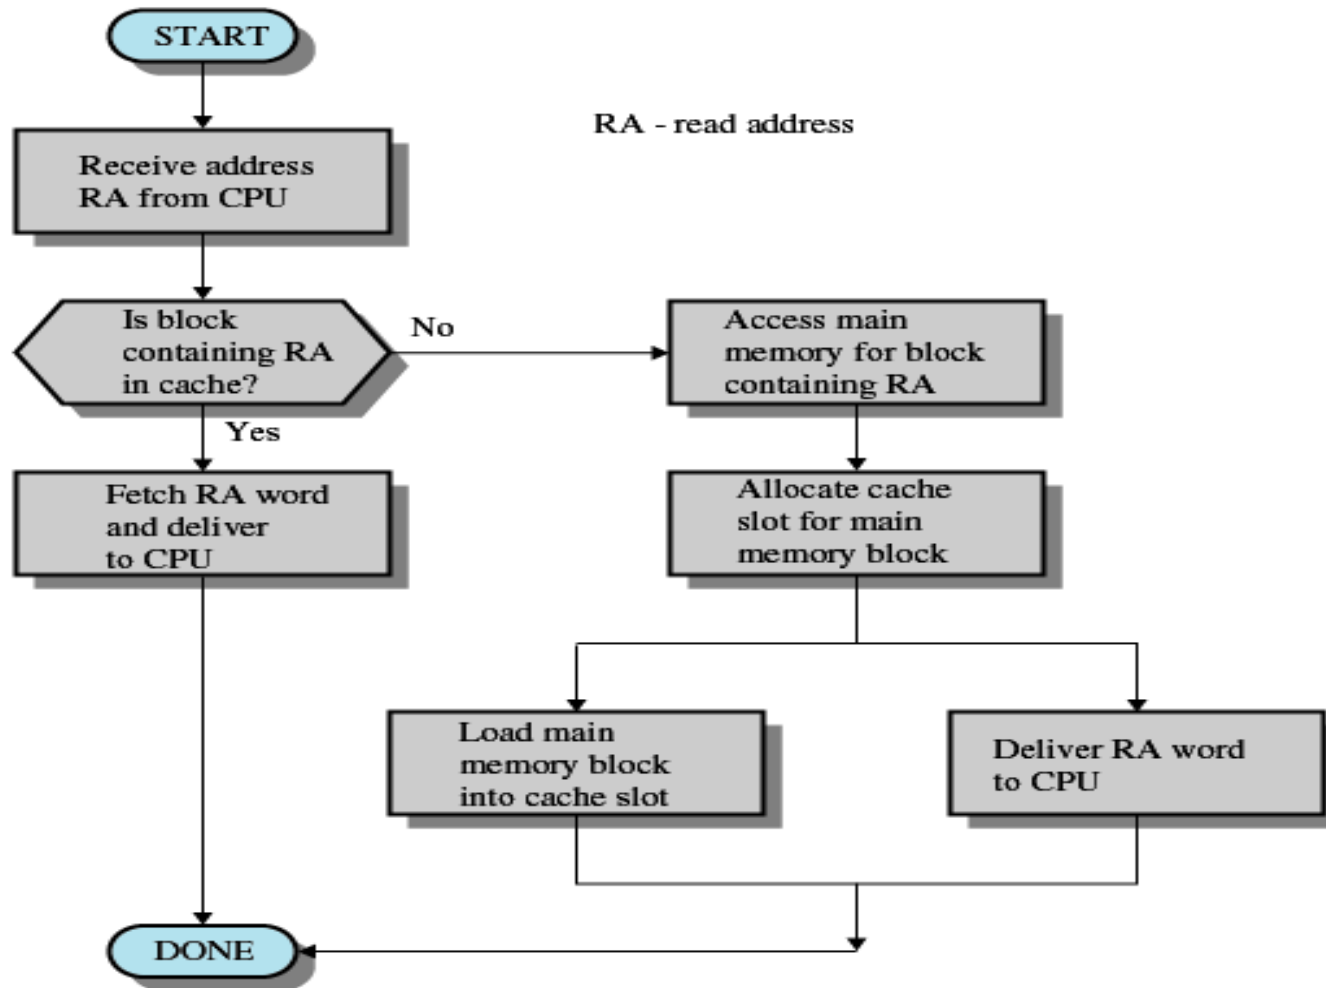 START
RA - read address
Receive address
RA from CPU
Is block
containing RA
in cache?
No
Access main
memory for block
containing RA
Yes
Fetch RA word
and deliver
to CPU
Allocate cache
slot for main
memory block
Load main
memory block
into cache slot
Deliver RA word
to CPU
DONE